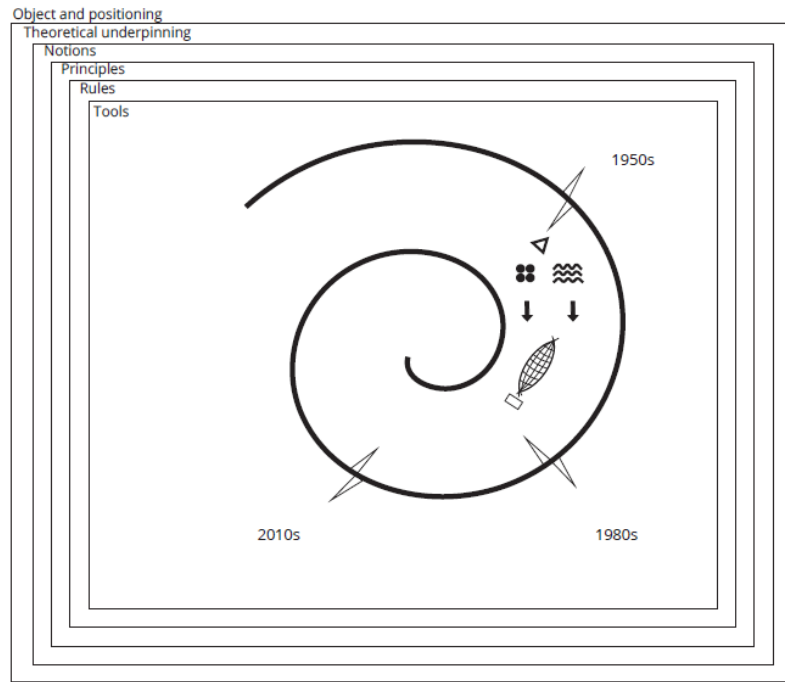 Object and positioning
Theoretical underpinning
Notions
Principles
Rules
Tools
1950s
2010s
1980s